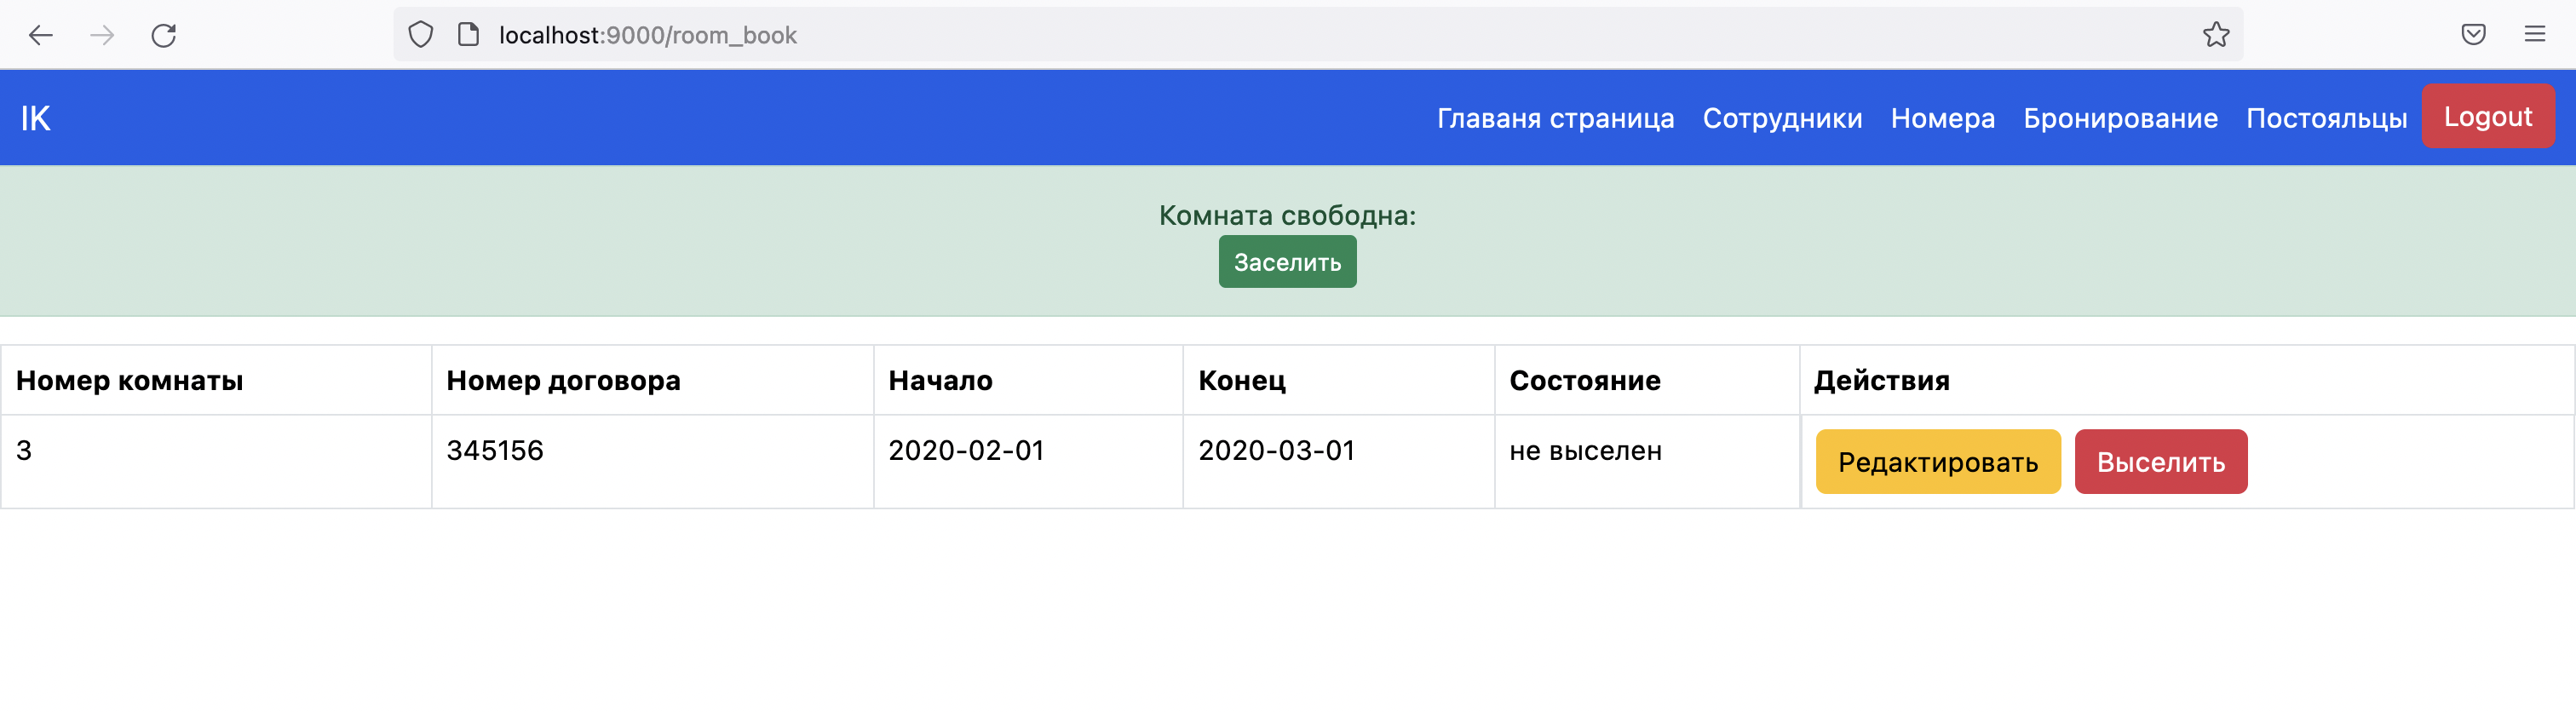 localhost:9000/room_book
IK
Главаня страница Сотрудники Номера Бронирование Постояльцы Logout
Комната свободна:
Заселить
Номер комнаты Номер договора Начало Конец Состояние Действия
3 345156 2020-02-01 2020-03-01 не выселен Редактировать Выселить